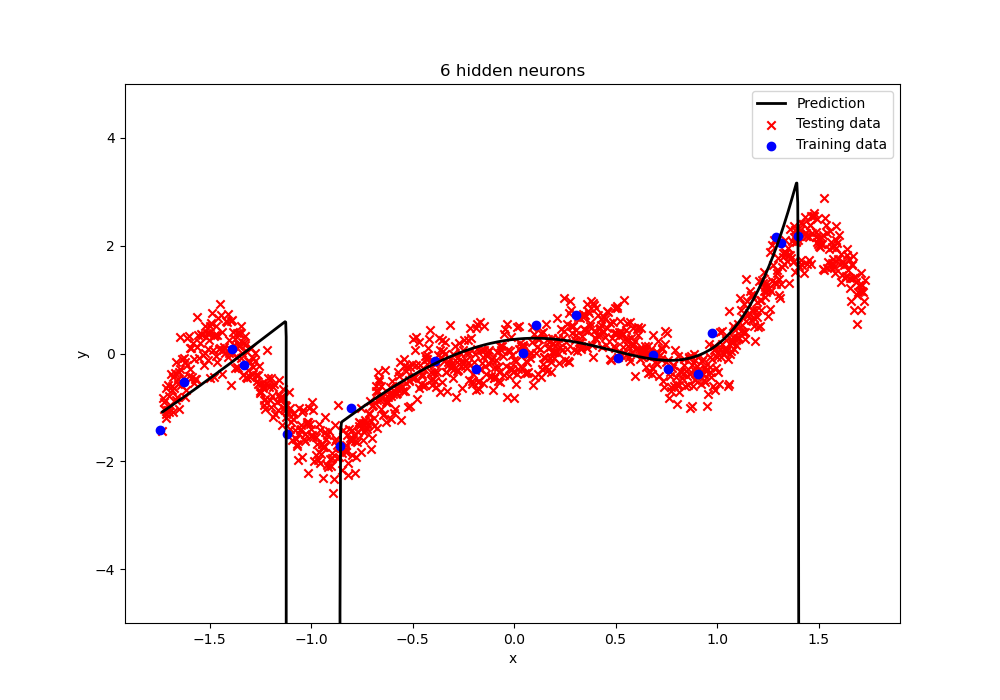 6 hidden neurons
Prediction
Testing data
Training data
y
4
2
0
−2
−4
−1.5 −1.0 −0.5 0.0 0.5 1.0 1.5
x